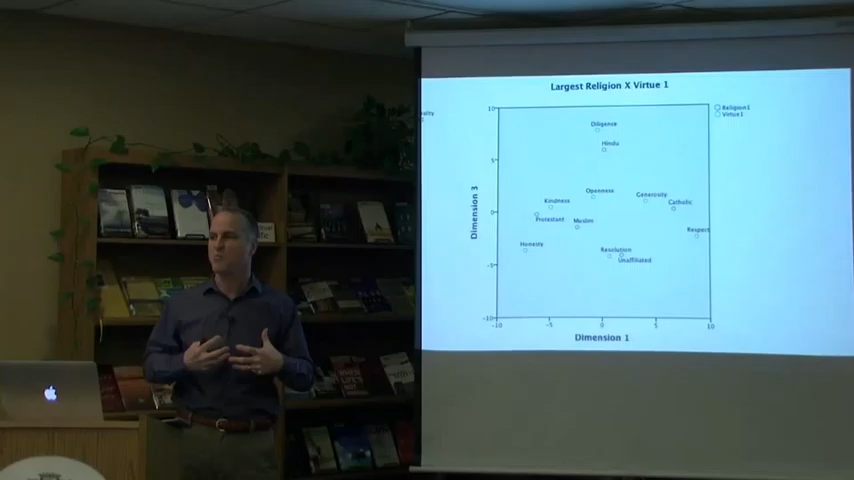 Largest Religion X Virtue 1
Religion1
Virtue1
10
Diligance
Hindu
5
Openness
Generosity
Kindness
Catholic
Dimension 3
0
Protestant
Muslim
Respect
Honesty
Resolution
Unaffiliated
-5
-10
-10
-5
0
5
10
Dimension 1